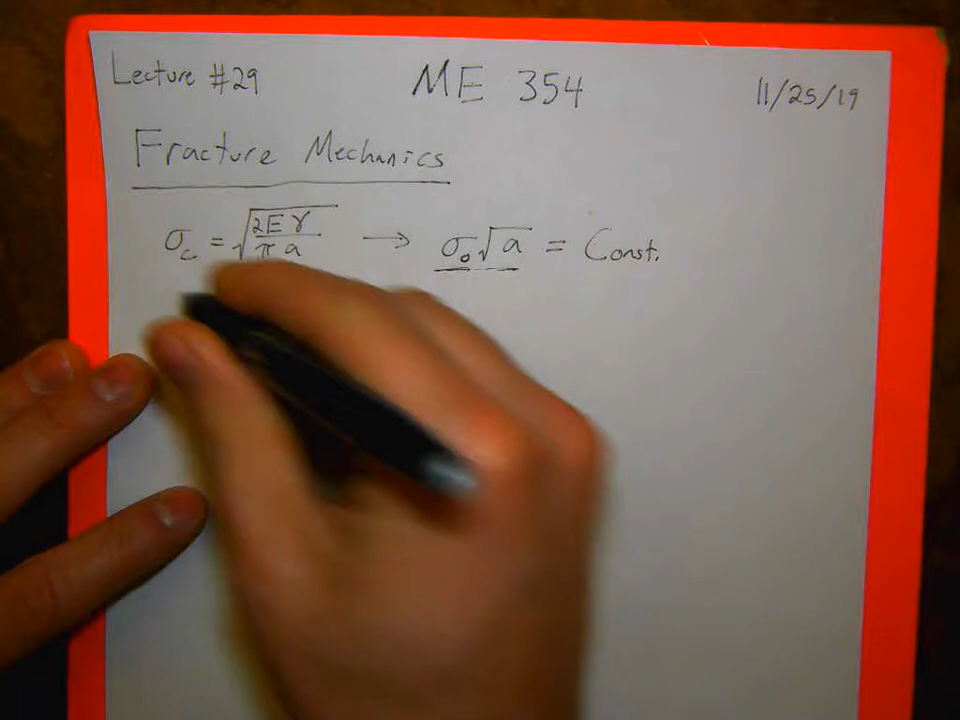 Lecture #29 ME 354 11/25/19
Fracture Mechanics
σc = √(2Eγ/πa) → σ₀√a = Const.